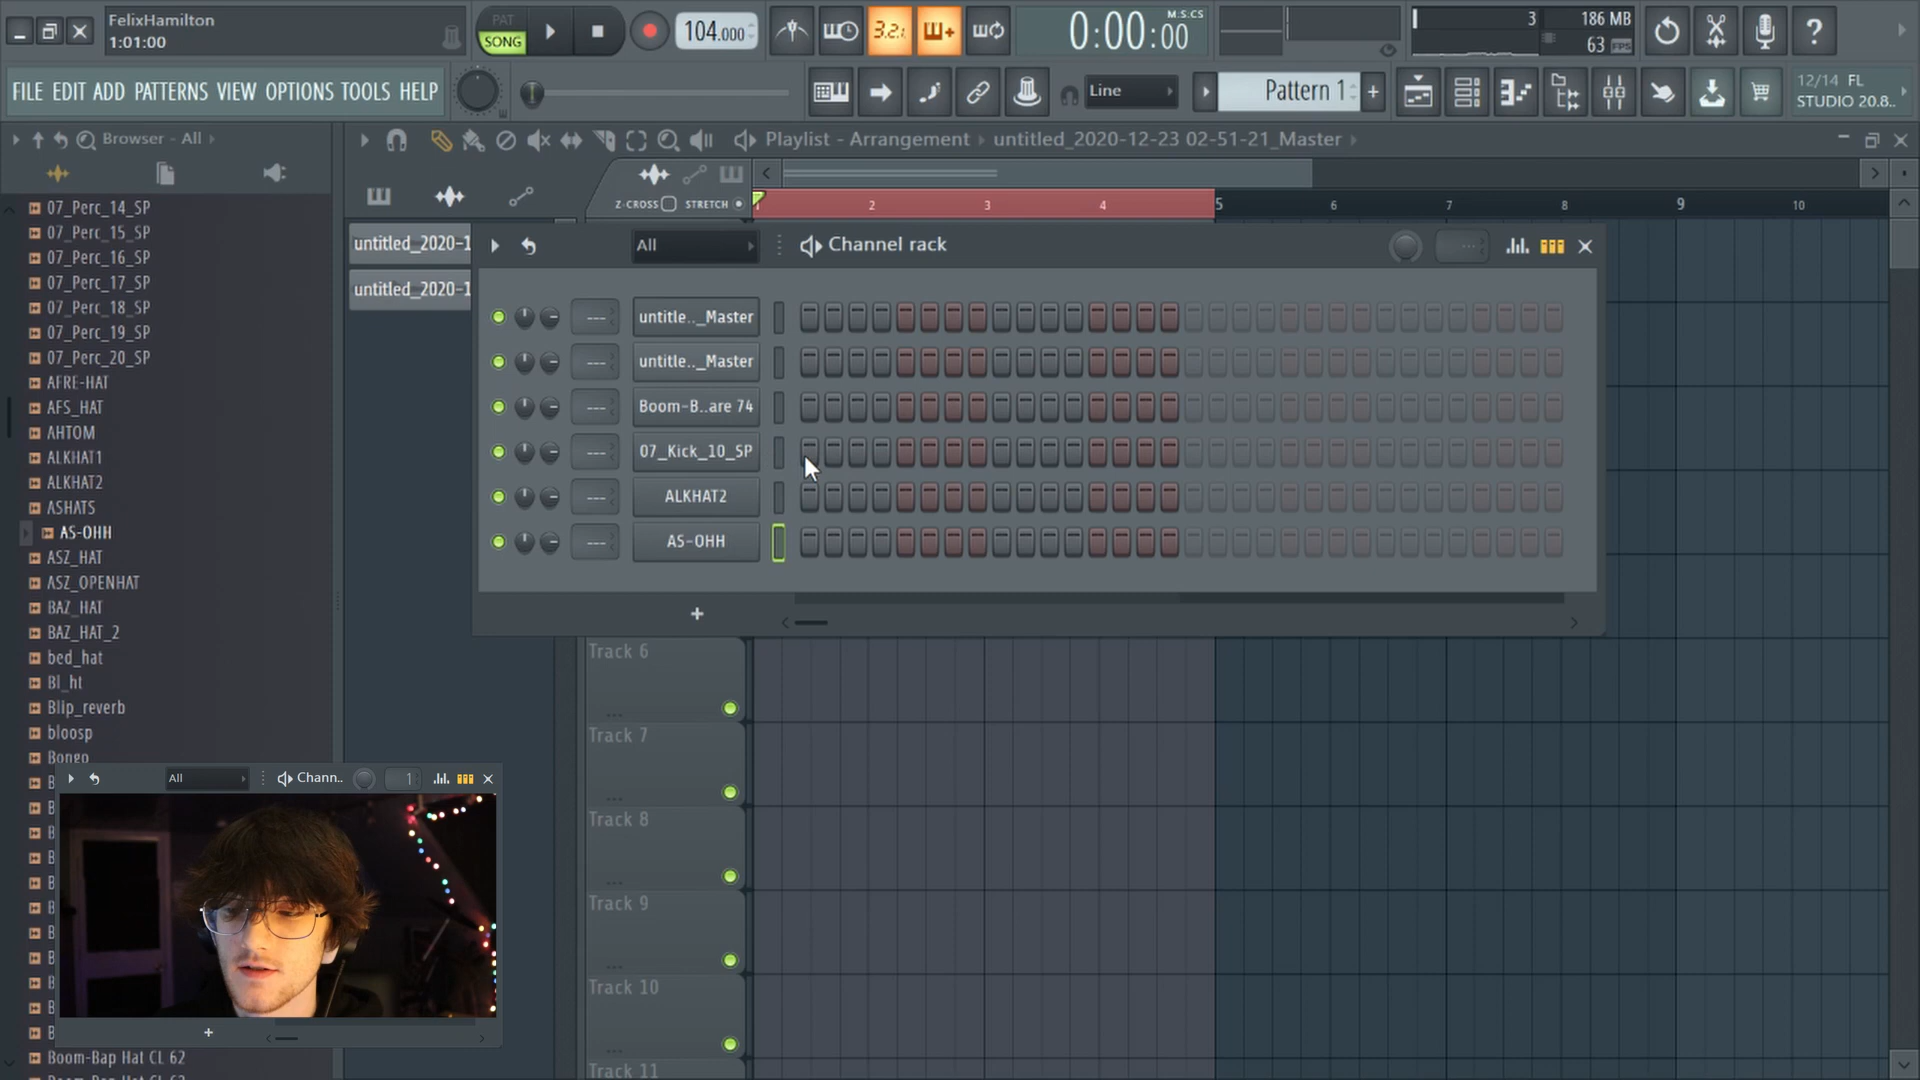 FelixHamilton
1:01:00
PAT
SONG
104.000
3.2.
0:00:00
M:S:CS
3
186 MB
63 FPS
FILE EDIT ADD PATTERNS VIEW OPTIONS TOOLS HELP
Line
Pattern 1
+
12/14 FL
STUDIO 20.8..
Browser - All
Playlist - Arrangement
untitled_2020-12-23 02-51-21_Master
Z-CROSS
STRETCH
1 2 3 4 5 6 7 8 9 10
untitled_2020-1
untitled_2020-1
All
Channel rack
untitle.._Master
untitle.._Master
Boom-B..are 74
07_Kick_10_SP
ALKHAT2
AS-OHH
+
07_Perc_14_SP
07_Perc_15_SP
07_Perc_16_SP
07_Perc_17_SP
07_Perc_18_SP
07_Perc_19_SP
07_Perc_20_SP
AFRE-HAT
AFS_HAT
AHTOM
ALKHAT1
ALKHAT2
ASHATS
AS-OHH
ASZ_HAT
ASZ_OPENHAT
BAZ_HAT
BAZ_HAT_2
bed_hat
Bl_ht
Blip_reverb
bloosp
Bongo
Boom-Bap Hat CL 62
All
Chann..
1
+
Track 6
Track 7
Track 8
Track 9
Track 10
Track 11